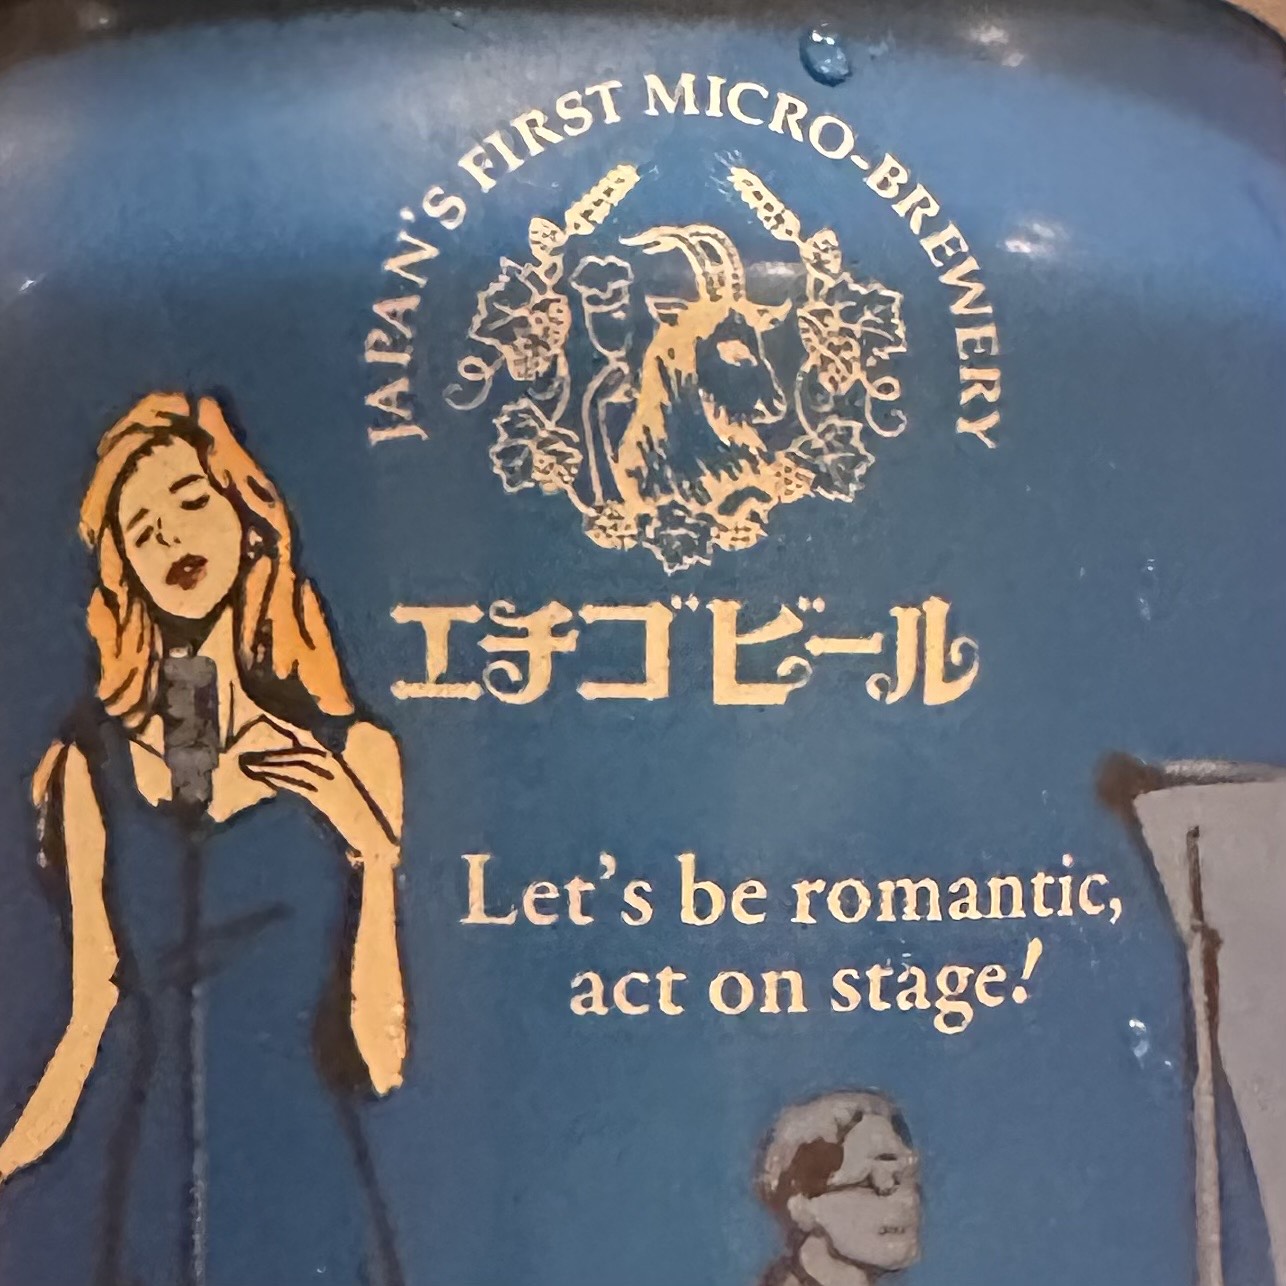 JAPAN'S FIRST MICRO-BREWERY
エチゴビール
Let's be romantic,
act on stage!